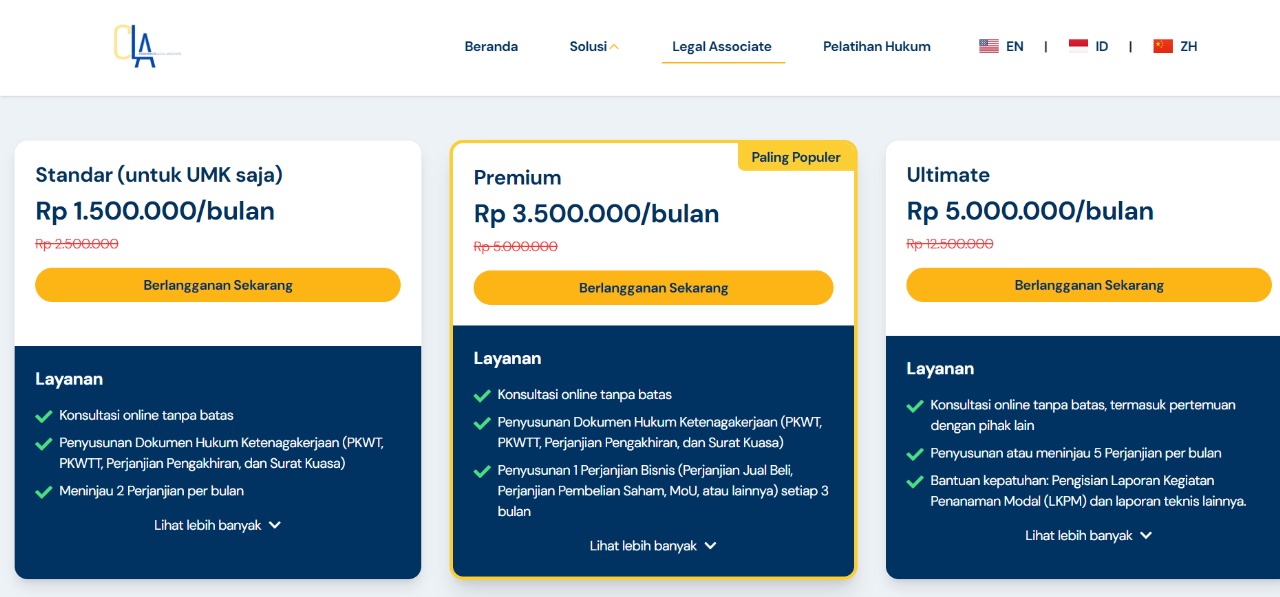 CLA
Beranda
Solusi
Legal Associate
Pelatihan Hukum
EN
|
ID
|
ZH
Standar (untuk UMK saja)
Rp 1.500.000/bulan
Rp 2.500.000
Berlangganan Sekarang
Layanan
Konsultasi online tanpa batas
Penyusunan Dokumen Hukum Ketenagakerjaan (PKWT,
PKWTT, Perjanjian Pengakhiran, dan Surat Kuasa)
Meninjau 2 Perjanjian per bulan
Lihat lebih banyak
Paling Populer
Premium
Rp 3.500.000/bulan
Rp 5.000.000
Berlangganan Sekarang
Layanan
Konsultasi online tanpa batas
Penyusunan Dokumen Hukum Ketenagakerjaan (PKWT,
PKWTT, Perjanjian Pengakhiran, dan Surat Kuasa)
Penyusunan 1 Perjanjian Bisnis (Perjanjian Jual Beli,
Perjanjian Pembelian Saham, MoU, atau lainnya) setiap 3
bulan
Lihat lebih banyak
Ultimate
Rp 5.000.000/bulan
Rp 12.500.000
Berlangganan Sekarang
Layanan
Konsultasi online tanpa batas, termasuk pertemuan
dengan pihak lain
Penyusunan atau meninjau 5 Perjanjian per bulan
Bantuan kepatuhan: Pengisian Laporan Kegiatan
Penanaman Modal (LKPM) dan laporan teknis lainnya.
Lihat lebih banyak